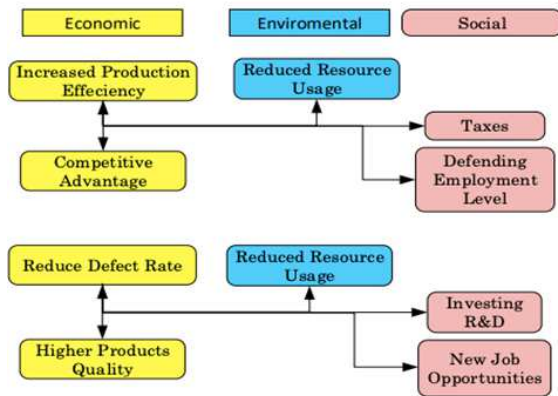 Economic
Enviromental
Social
Increased Production
Effeciency
Reduced Resource
Usage
Taxes
Competitive
Advantage
Defending
Employment
Level
Reduce Defect Rate
Reduced Resource
Usage
Investing
R&D
Higher Products
Quality
New Job
Opportunities